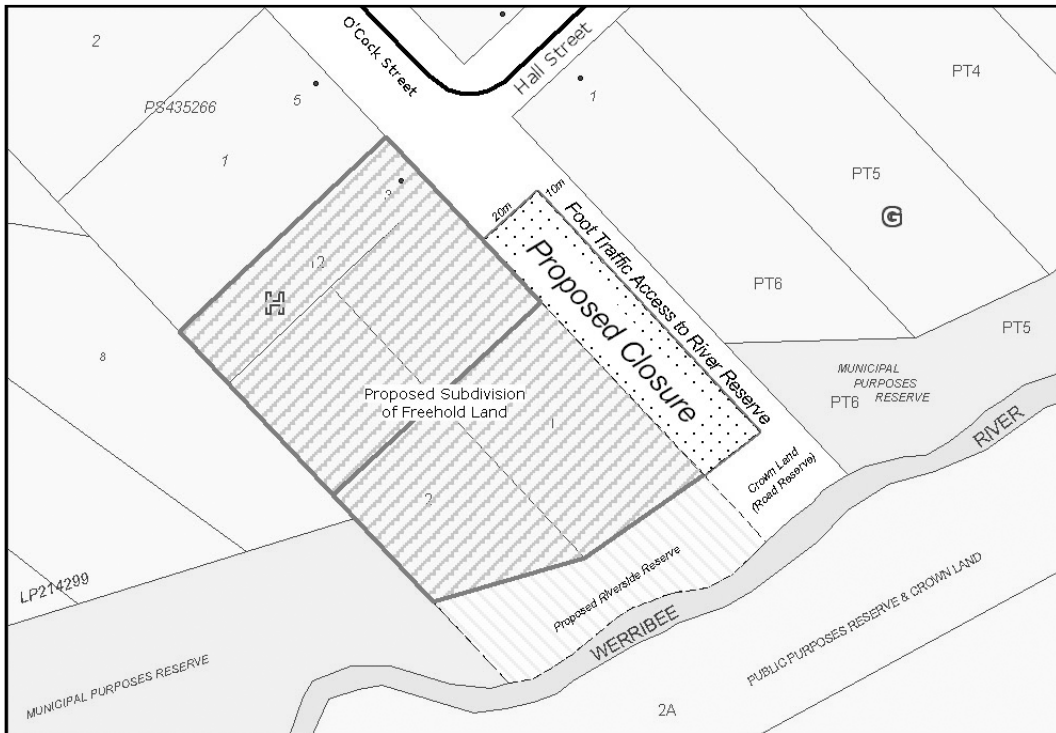 2
O'Cock Street
Hall Street
5
PS435266
1
1
PT4
PT5
G
3
20m
10m
12
Foot Traffic Access to River Reserve
Proposed Closure
PT6
PT5
8
MUNICIPAL
PURPOSES
RESERVE
PT6
Proposed Subdivision
of Freehold Land
1
2
RIVER
Crown Land
(Road Reserve)
LP214299
Proposed Riverside Reserve
WERRIBEE
PUBLIC PURPOSES RESERVE & CROWN LAND
MUNICIPAL PURPOSES RESERVE
2A